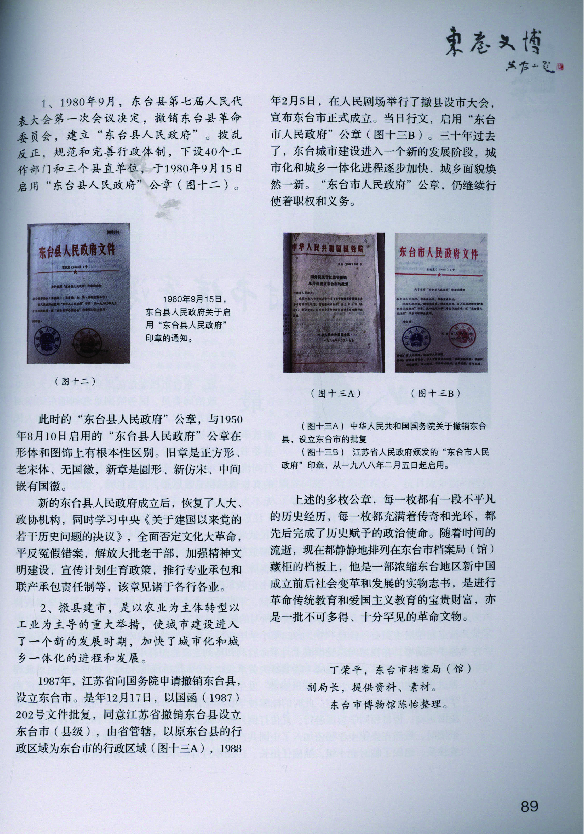 東台文博
1、1980年9月，东台县第七届人民代
表大会第一次会议决定，撤销东台县革命
委员会，建立“东台县人民政府”。拨乱
反正，规范和完善行政体制，下设40个工
作部门和三个县直单位，于1980年9月15日
启用“东台县人民政府”公章（图十二）。
东台县人民政府文件
1980年9月15日，
东台县人民政府关于启
用“东台县人民政府”
印章的通知。
（图十二）
此时的“东台县人民政府”公章，与1950
年8月10日启用的“东台县人民政府”公章在
形体和图饰上有根本性区别。旧章是正方形、
老宋体、无国徽，新章是圆形、新仿宋、中间
嵌有国徽。
新的东台县人民政府成立后，恢复了人大、
政协机构，同时学习中央《关于建国以来党的
若干历史问题的决议》，全面否定文化大革命，
平反冤假错案，解放大批老干部，加强精神文
明建设，宣传计划生育政策，推行专业承包和
联产承包责任制等，该章见诸于各行各业。
2、撤县建市，是以农业为主体转型以
工业为主导的重大举措，使城市建设进入
了一个新的发展时期，加快了城市化和城
乡一体化的进程和发展。
1987年，江苏省向国务院申请撤销东台县，
设立东台市。是年12月17日，以国函（1987）
202号文件批复，同意江苏省撤销东台县设立
东台市（县级），由省管辖，以原东台县的行
政区域为东台市的行政区域（图十三A），1988
年2月5日，在人民剧场举行了撤县设市大会，
宣布东台市正式成立。当日行文，启用“东台
市人民政府”公章（图十三B）。三十年过去
了，东台城市建设进入一个新的发展阶段，城
市化和城乡一体化进程逐步加快，城乡面貌焕
然一新。“东台市人民政府”公章，仍继续行
使着职权和义务。
中华人民共和国国务院
东台市人民政府文件
（图十三A）
（图十三B）
（图十三A）中华人民共和国国务院关于撤销东台
县，设立东台市的批复
（图十三B）江苏省人民政府颁发的“东台市人民
政府”印章，从一九八八年二月五日起启用。
上述的多枚公章，每一枚都有一段不平凡
的历史经历，每一枚都充满着传奇和光环，都
先后完成了历史赋予的政治使命。随着时间的
流逝，现在都静静地排列在东台市档案局（馆）
藏柜的档板上，他是一部浓缩东台地区新中国
成立前后社会变革和发展的实物志书，是进行
革命传统教育和爱国主义教育的宝贵财富，亦
是一批不可多得、十分罕见的革命文物。
丁荣平，东台市档案局（馆）
副局长，提供资料、素材。
东台市博物馆陈怡整理。
89